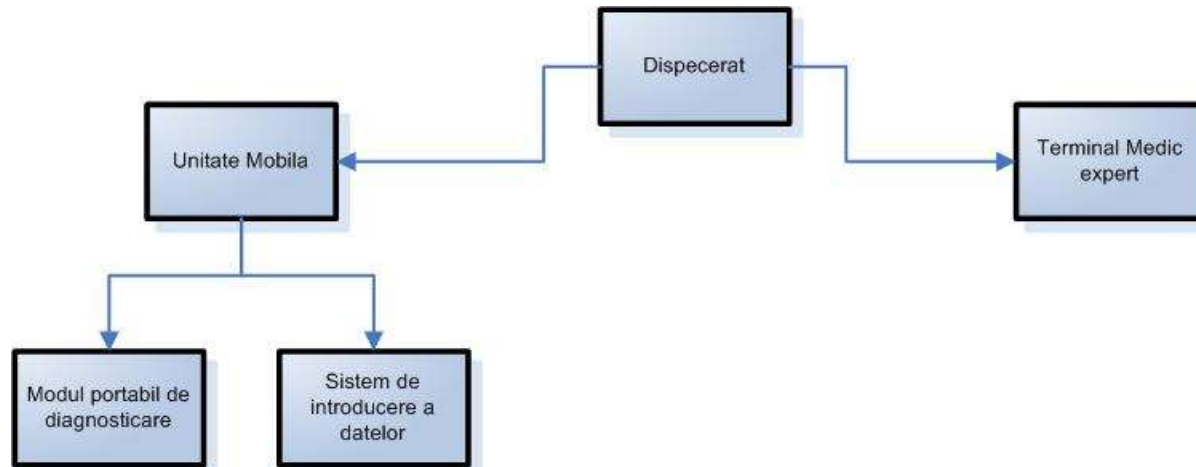 Dispecerat
Unitate Mobila
Terminal Medic
expert
Modul portabil de
diagnosticare
Sistem de
introducere a
datelor